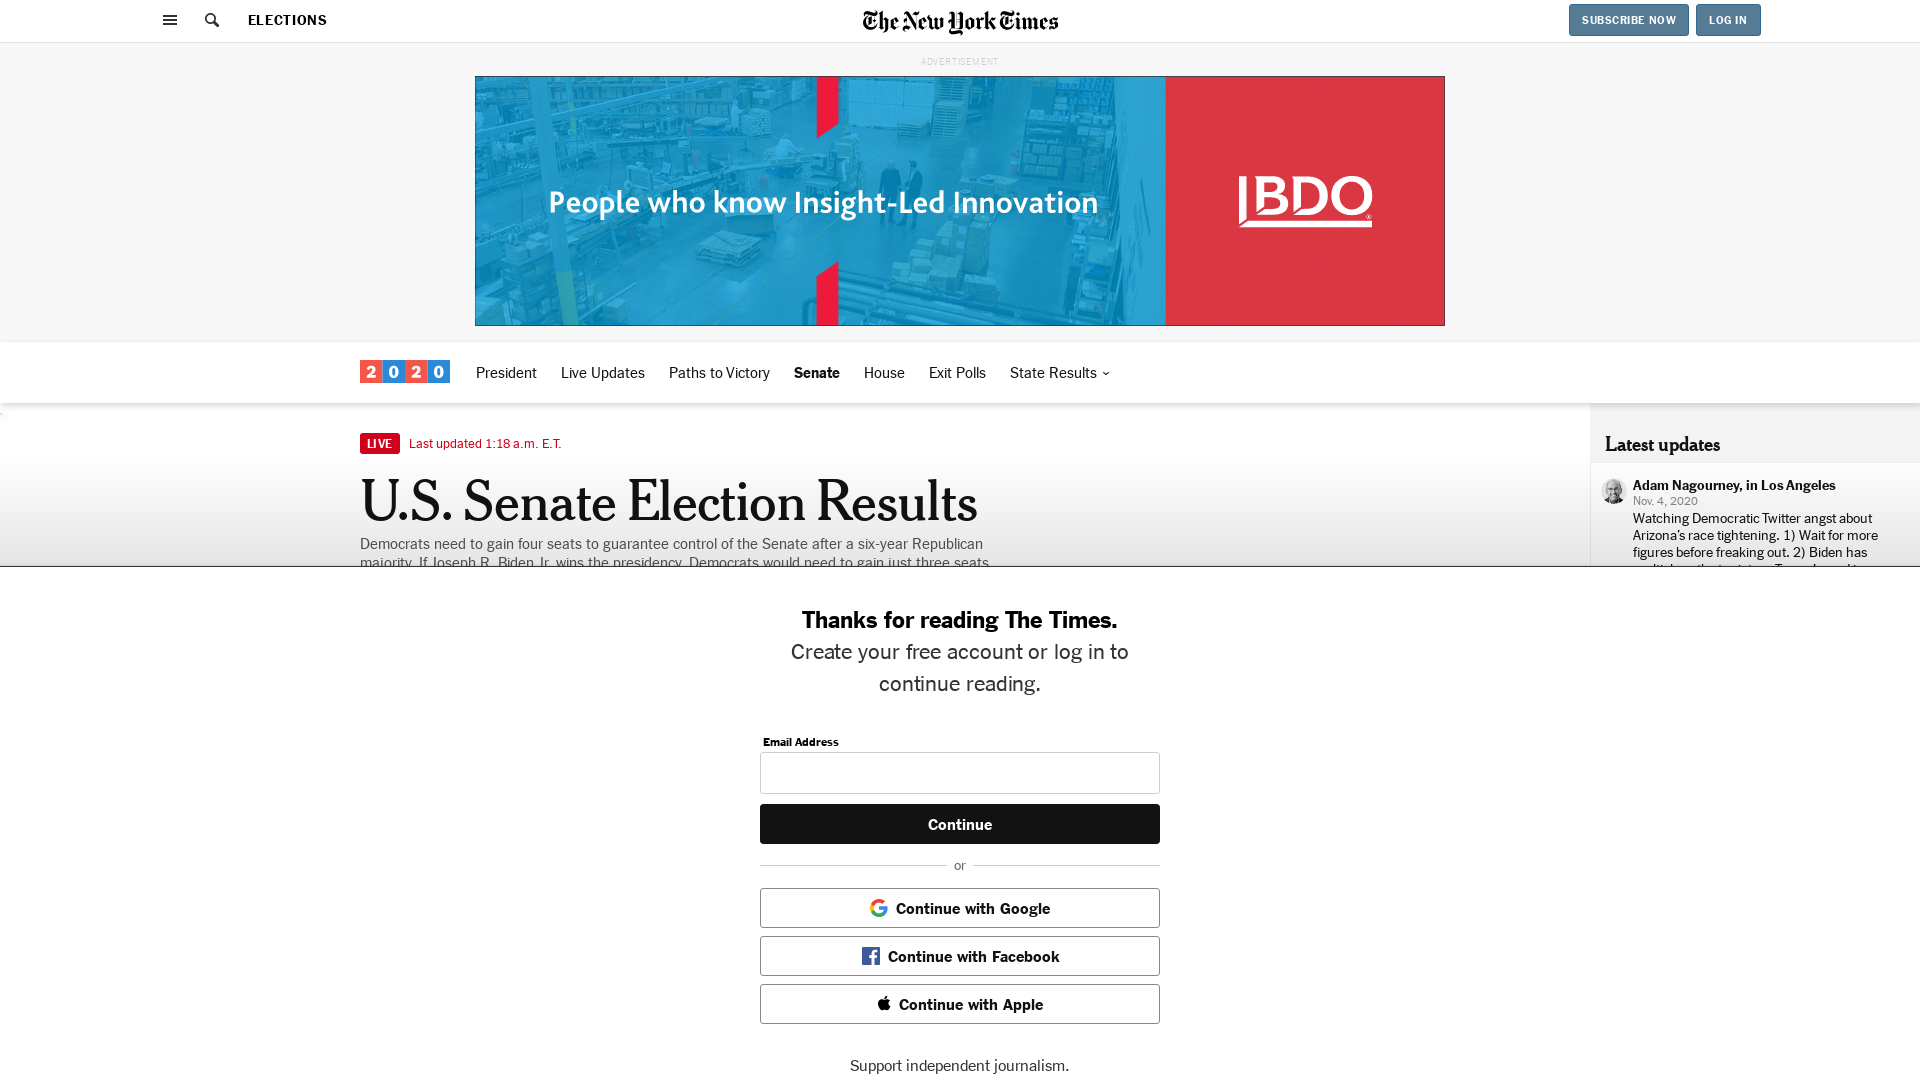 ELECTIONS
The New York Times
SUBSCRIBE NOW
LOG IN
ADVERTISEMENT
People who know Insight-Led Innovation
BDO
2020
President
Live Updates
Paths to Victory
Senate
House
Exit Polls
State Results
LIVE
Last updated 1:18 a.m. E.T.
U.S. Senate Election Results
Democrats need to gain four seats to guarantee control of the Senate after a six-year Republican
majority. If Joseph R. Biden Jr. wins the presidency, Democrats would need to gain just three seats
Latest updates
Adam Nagourney, in Los Angeles
Nov. 4, 2020
Watching Democratic Twitter angst about
Arizona's race tightening. 1) Wait for more
figures before freaking out. 2) Biden has
Thanks for reading The Times.
Create your free account or log in to
continue reading.
Email Address
Continue
or
Continue with Google
Continue with Facebook
Continue with Apple
Support independent journalism.